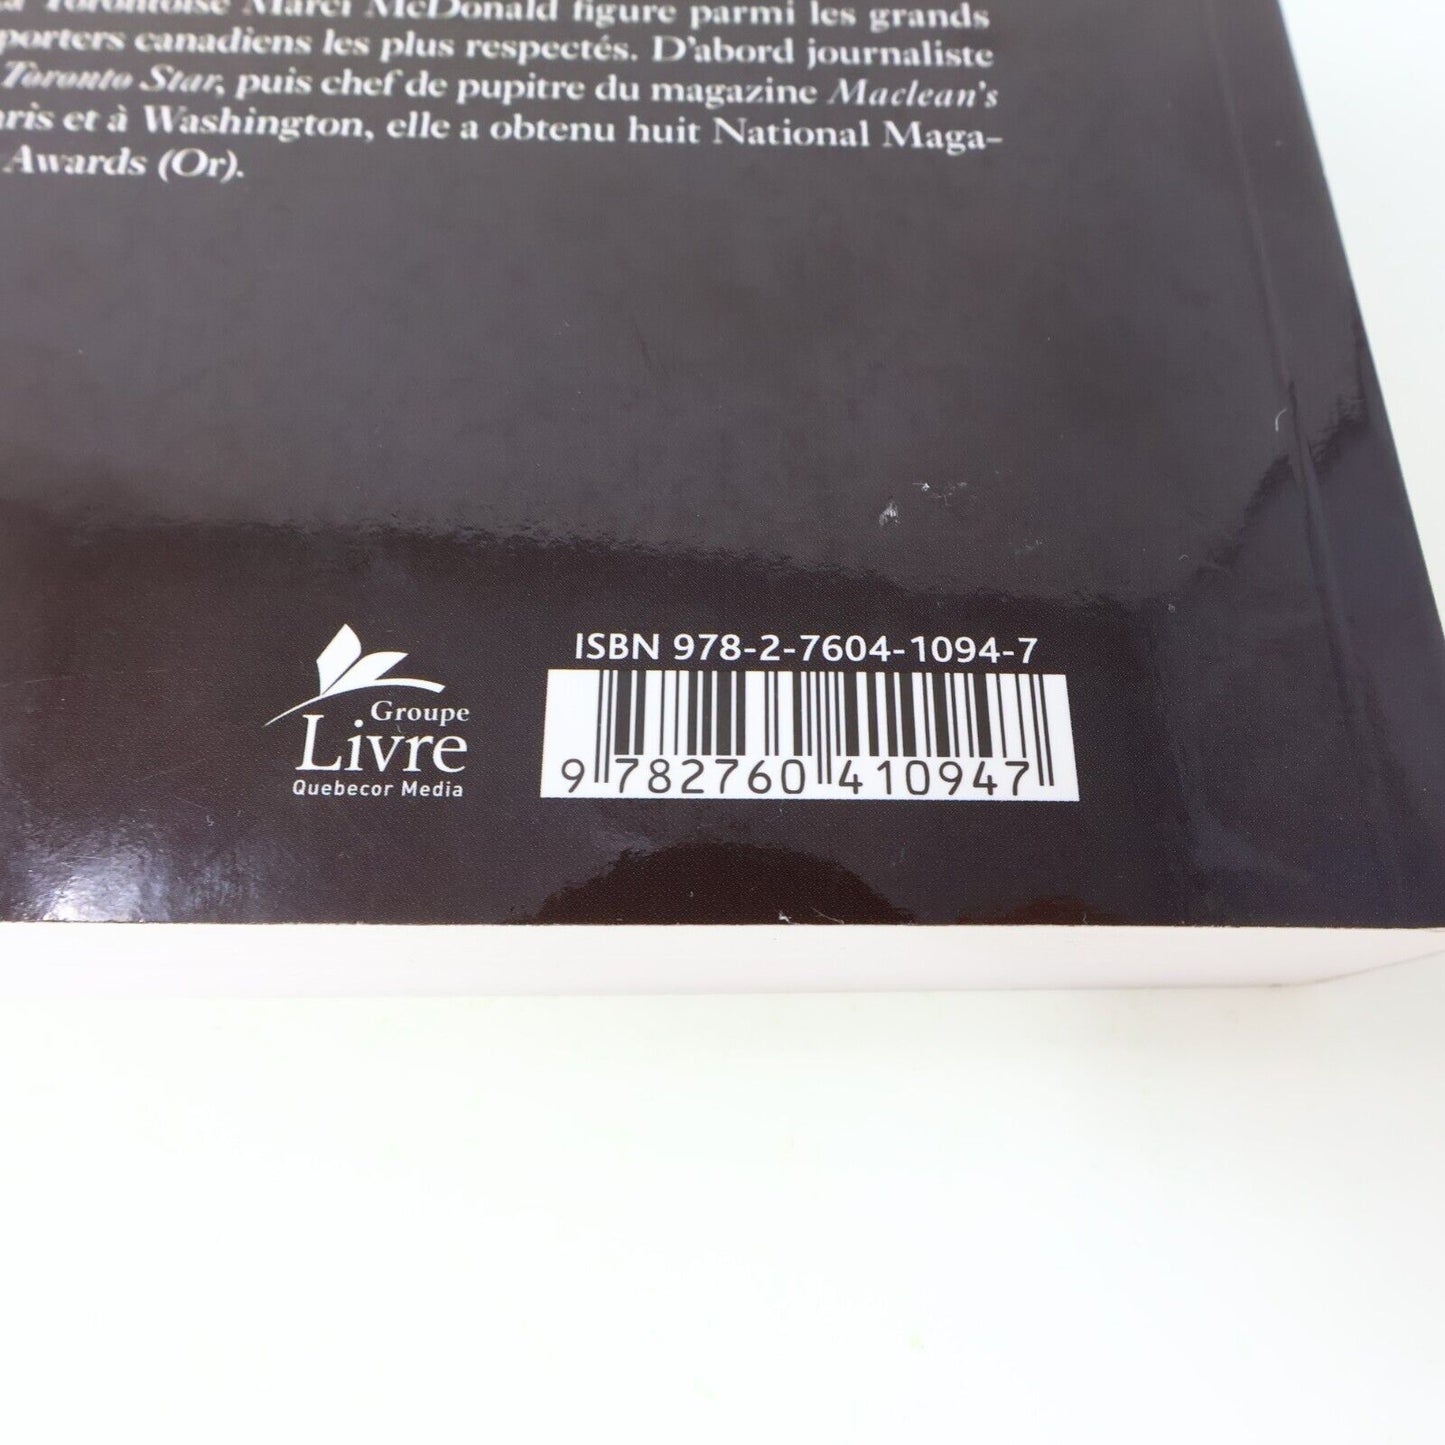 Torontoise Marci McDonald figure parmi les grands
porters canadiens les plus respectés. D'abord journaliste
Toronto Star, puis chef de pupitre du magazine Maclean's
aris et à Washington, elle a obtenu huit National Maga-
Awards (Or).
ISBN 978-2-7604-1094-7
Groupe
Livre
Quebecor Media
9 782760 410947